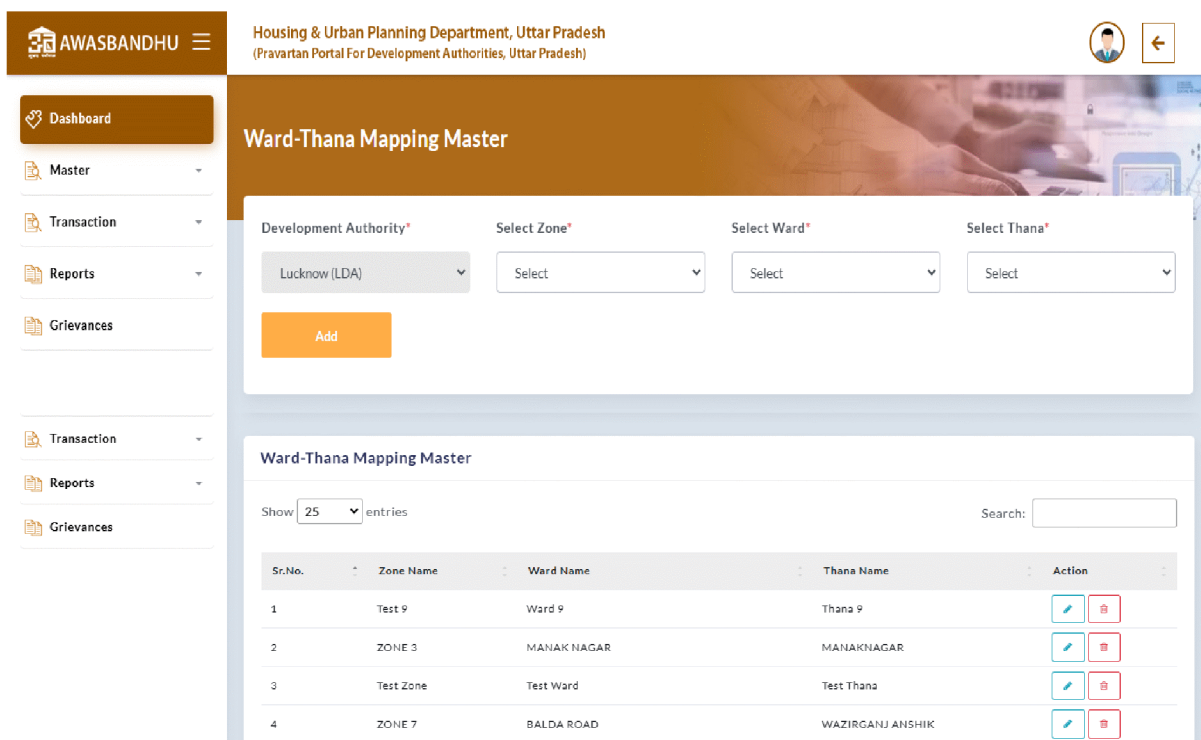 AWASBANDHU
Housing & Urban Planning Department, Uttar Pradesh
(Pravartan Portal For Development Authorities, Uttar Pradesh)
Dashboard
Master
Transaction
Reports
Grievances
Transaction
Reports
Grievances
Ward-Thana Mapping Master
Development Authority* Select Zone* Select Ward* Select Thana*
Lucknow (LDA) Select Select Select
Add
Ward-Thana Mapping Master
Show 25 entries Search:
Sr.No. Zone Name Ward Name Thana Name Action
1 Test 9 Ward 9 Thana 9
2 ZONE 3 MANAK NAGAR MANAKNAGAR
3 Test Zone Test Ward Test Thana
4 ZONE 7 BALDA ROAD WAZIRGANJ ANSHIK